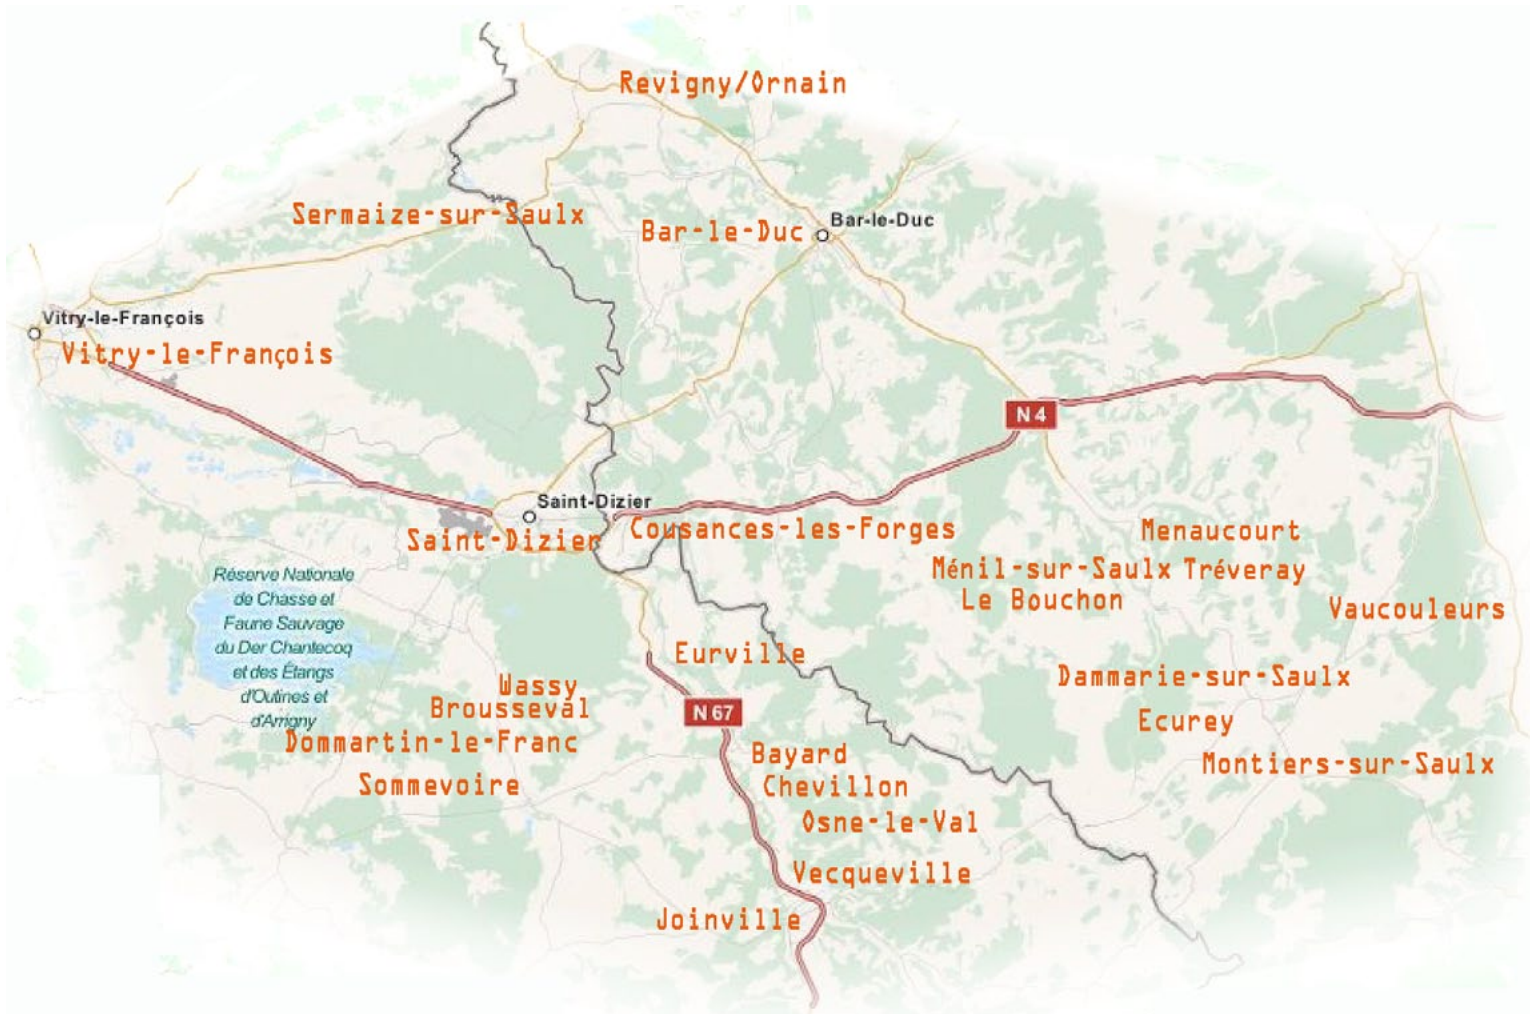 Revigny/Ornain
Sermaize-sur-Saulx
Bar-le-Duc
Bar-le-Duc
Vitry-le-François
Vitry-le-François
N 4
Saint-Dizier
Saint-Dizier
Cousances-les-Forges
Menaucourt
Ménil-sur-Saulx Tréveray
Le Bouchon
Vaucouleurs
Réserve Nationale
de Chasse et
Faune Sauvage
du Der Chantecoq
et des Étangs
d'Outines et
d'Arrigny
Eurville
Dammarie-sur-Saulx
Wassy
Brousseval
N 67
Ecurey
Dommartin-le-Franc
Bayard
Montiers-sur-Saulx
Sommevoire
Chevillon
Osne-le-Val
Vecqueville
Joinville